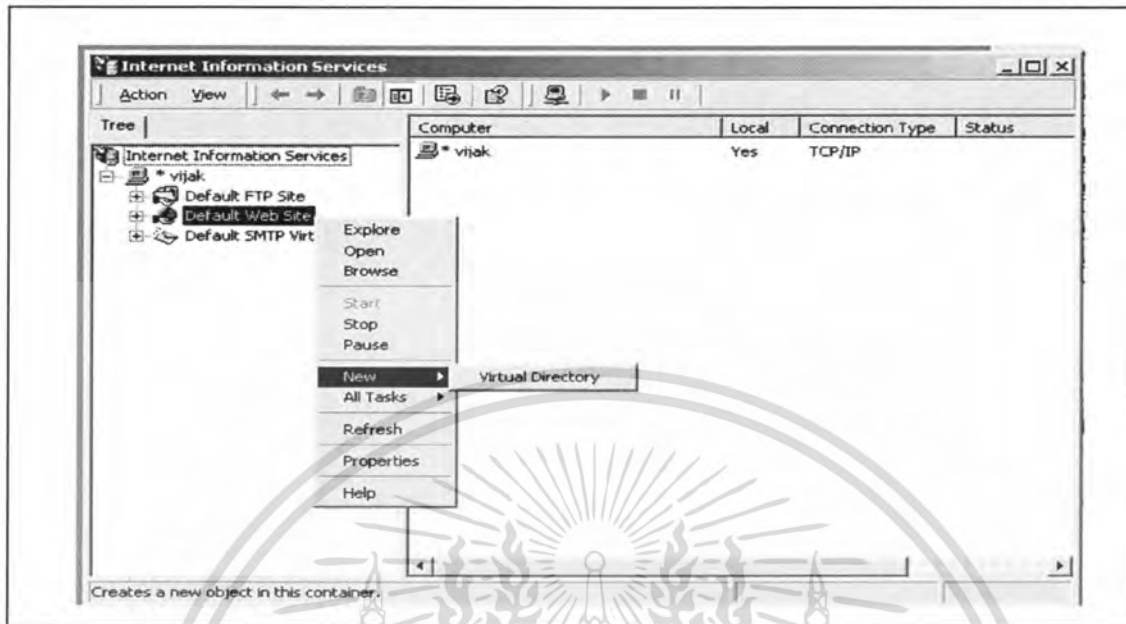 Internet Information Services
Action View
Tree
Computer Local Connection Type Status
Internet Information Services
* vijak
Default FTP Site
Default Web Site
Default SMTP Virt
* vijak Yes TCP/IP
Explore
Open
Browse
Start
Stop
Pause
New Virtual Directory
All Tasks
Refresh
Properties
Help
Creates a new object in this container.